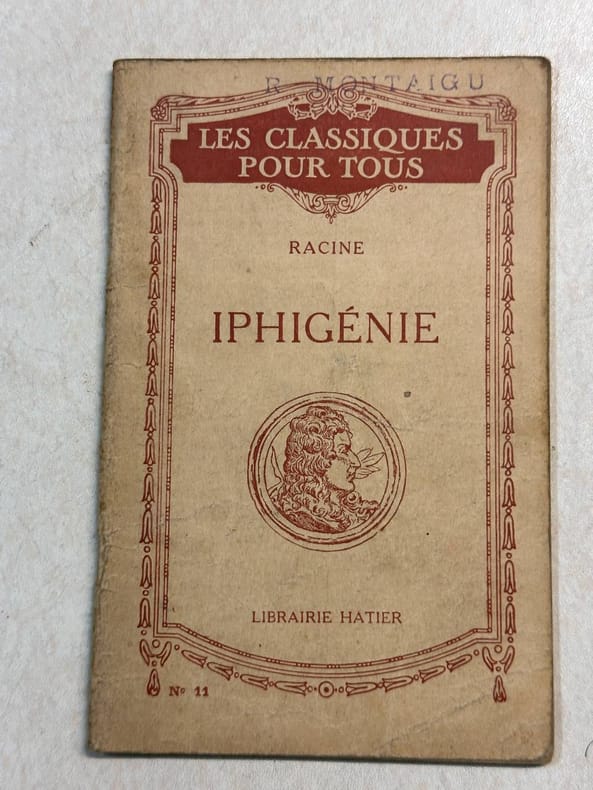 R. MONTAIGU
LES CLASSIQUES
POUR TOUS
RACINE
IPHIGÉNIE
LIBRAIRIE HATIER
Nº 11